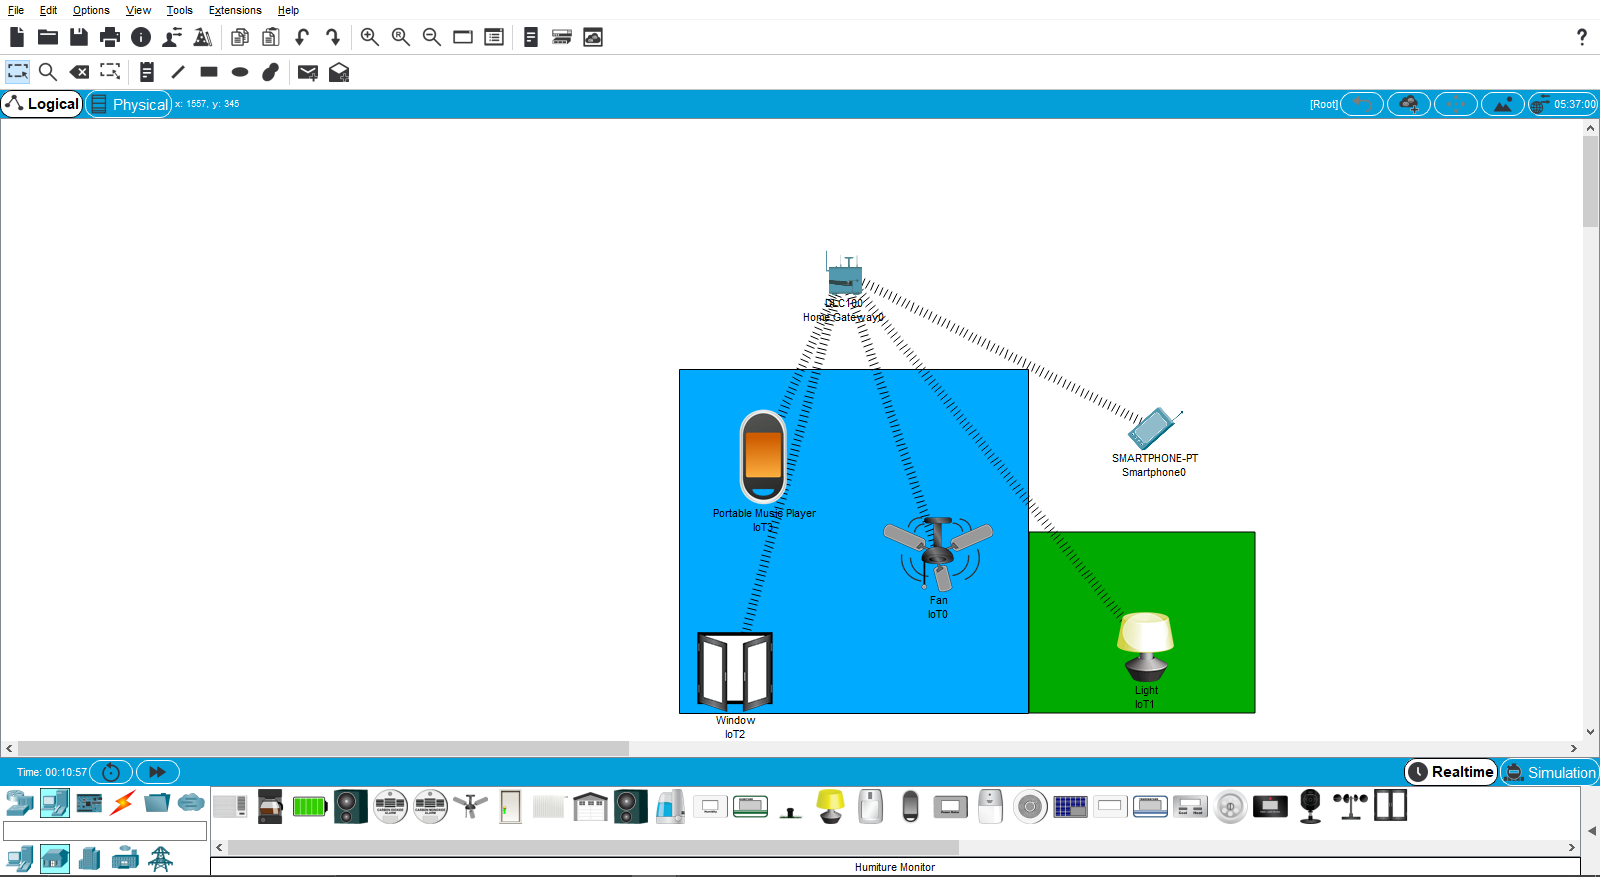 File Edit Options View Tools Extensions Help
Logical Physical x: 1557, y: 345 [Root] 05:37:00
DLC100
Home Gateway0
SMARTPHONE-PT
Smartphone0
Portable Music Player
IoT3
Fan
IoT0
Light
IoT1
Window
IoT2
Time: 00:10:57 Realtime Simulation
Humiture Monitor